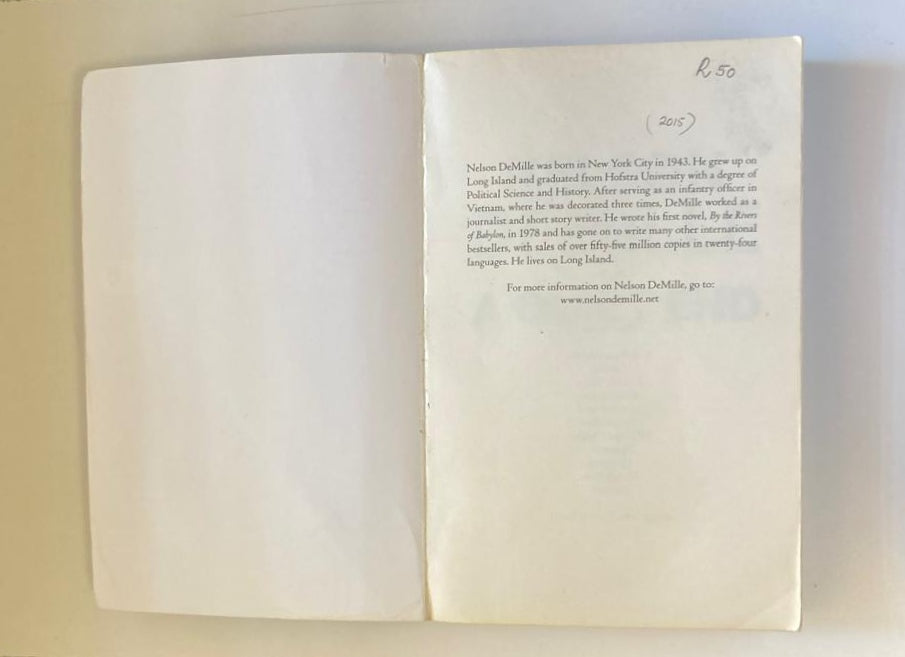 R 50
(2015)
Nelson DeMille was born in New York City in 1943. He grew up on
Long Island and graduated from Hofstra University with a degree of
Political Science and History. After serving as an infantry officer in
Vietnam, where he was decorated three times, DeMille worked as a
journalist and short story writer. He wrote his first novel, By the Rivers
of Babylon, in 1978 and has gone on to write many other international
bestsellers, with sales of over fifty-five million copies in twenty-four
languages. He lives on Long Island.
For more information on Nelson DeMille, go to:
www.nelsondemille.net